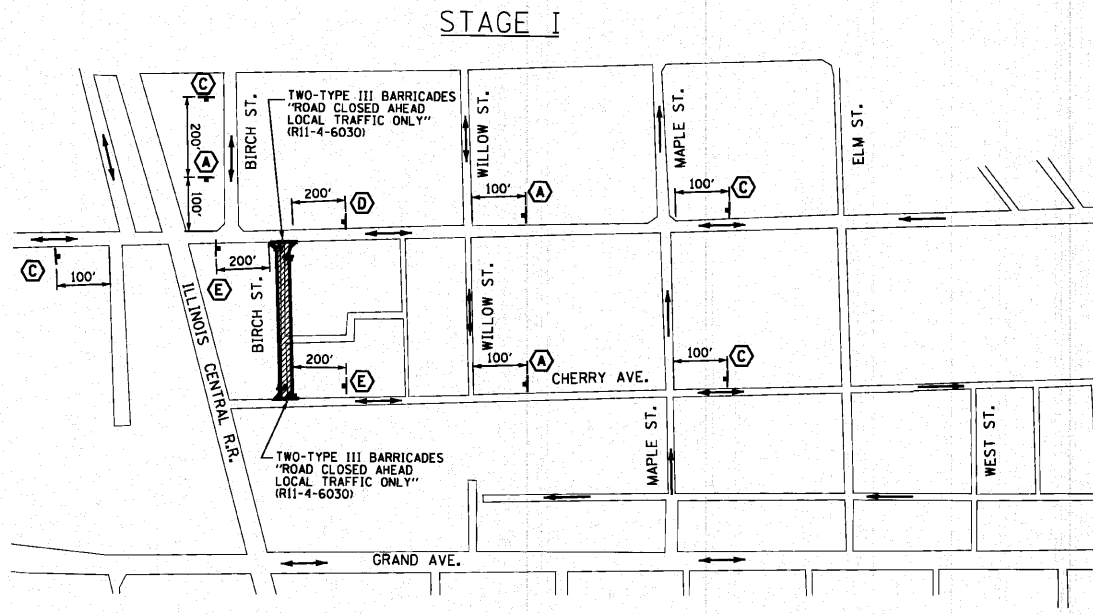 STAGE I
C
200'
A
100'
BIRCH ST.
TWO-TYPE III BARRICADES
"ROAD CLOSED AHEAD
LOCAL TRAFFIC ONLY"
(R11-4-6030)
200'
D
WILLOW ST.
100'
A
MAPLE ST.
100'
C
ELM ST.
C
100'
E
200'
ILLINOIS CENTRAL R.R.
BIRCH ST.
200'
E
WILLOW ST.
100'
A
CHERRY AVE.
100'
C
TWO-TYPE III BARRICADES
"ROAD CLOSED AHEAD
LOCAL TRAFFIC ONLY"
(R11-4-6030)
MAPLE ST.
WEST ST.
GRAND AVE.